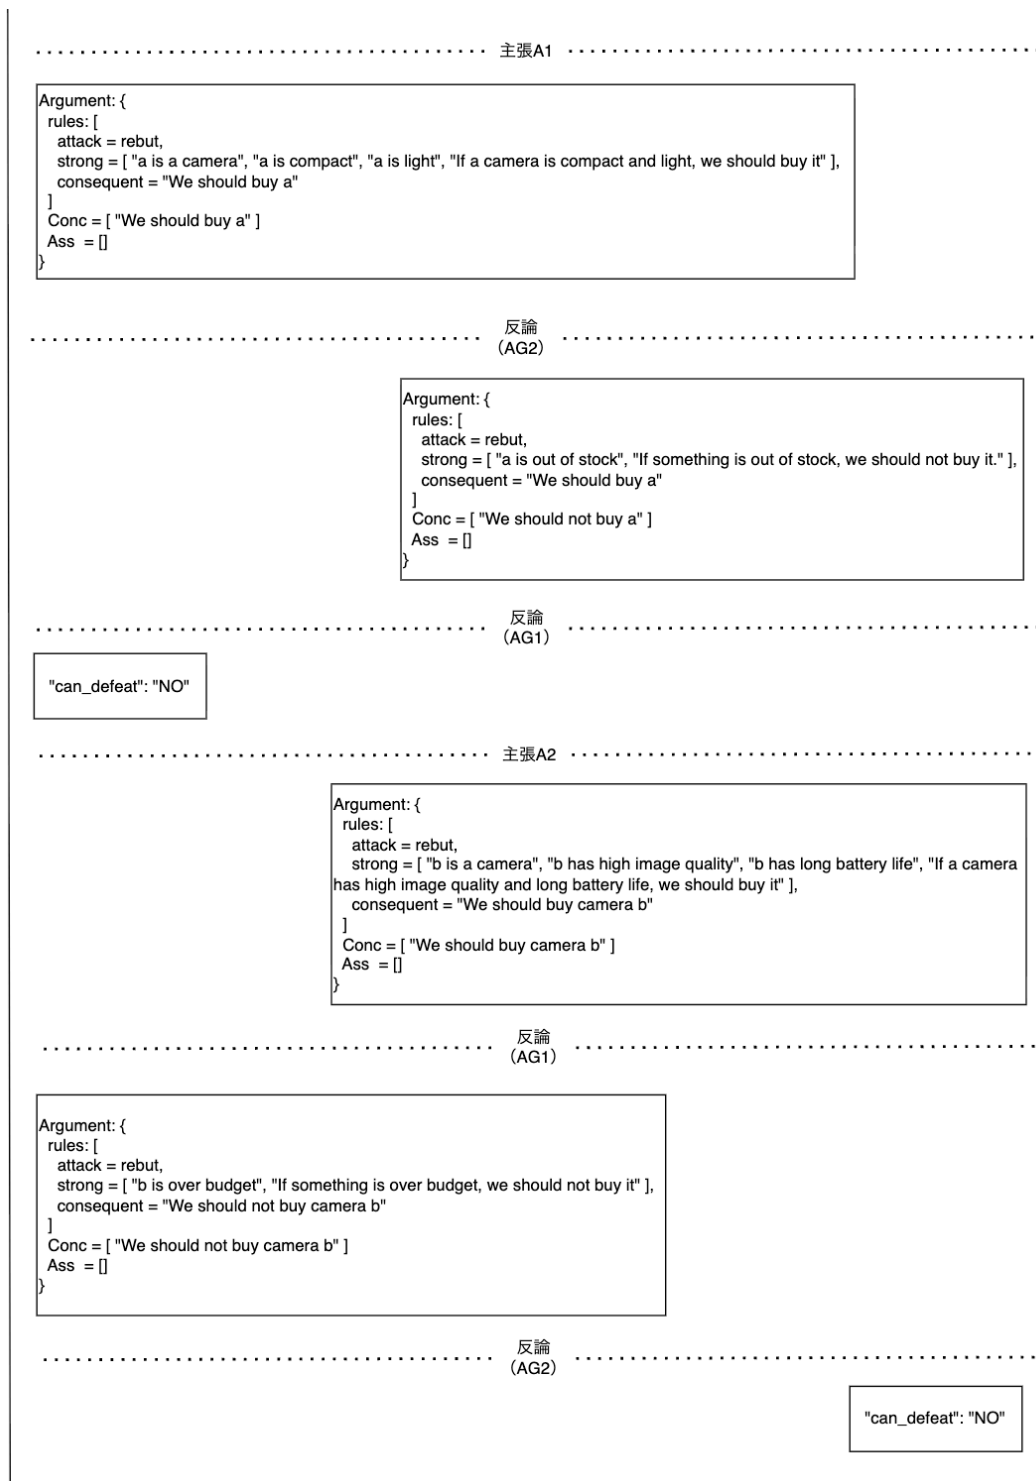 主張A1
Argument: {
rules: [
attack = rebut,
strong = [ "a is a camera", "a is compact", "a is light", "If a camera is compact and light, we should buy it" ],
consequent = "We should buy a"
]
Conc = [ "We should buy a" ]
Ass = []
}
反論
（AG2）
Argument: {
rules: [
attack = rebut,
strong = [ "a is out of stock", "If something is out of stock, we should not buy it." ],
consequent = "We should buy a"
]
Conc = [ "We should not buy a" ]
Ass = []
}
反論
（AG1）
"can_defeat": "NO"
主張A2
Argument: {
rules: [
attack = rebut,
strong = [ "b is a camera", "b has high image quality", "b has long battery life", "If a camera
has high image quality and long battery life, we should buy it" ],
consequent = "We should buy camera b"
]
Conc = [ "We should buy camera b" ]
Ass = []
}
反論
（AG1）
Argument: {
rules: [
attack = rebut,
strong = [ "b is over budget", "If something is over budget, we should not buy it" ],
consequent = "We should not buy camera b"
]
Conc = [ "We should not buy camera b" ]
Ass = []
}
反論
（AG2）
"can_defeat": "NO"